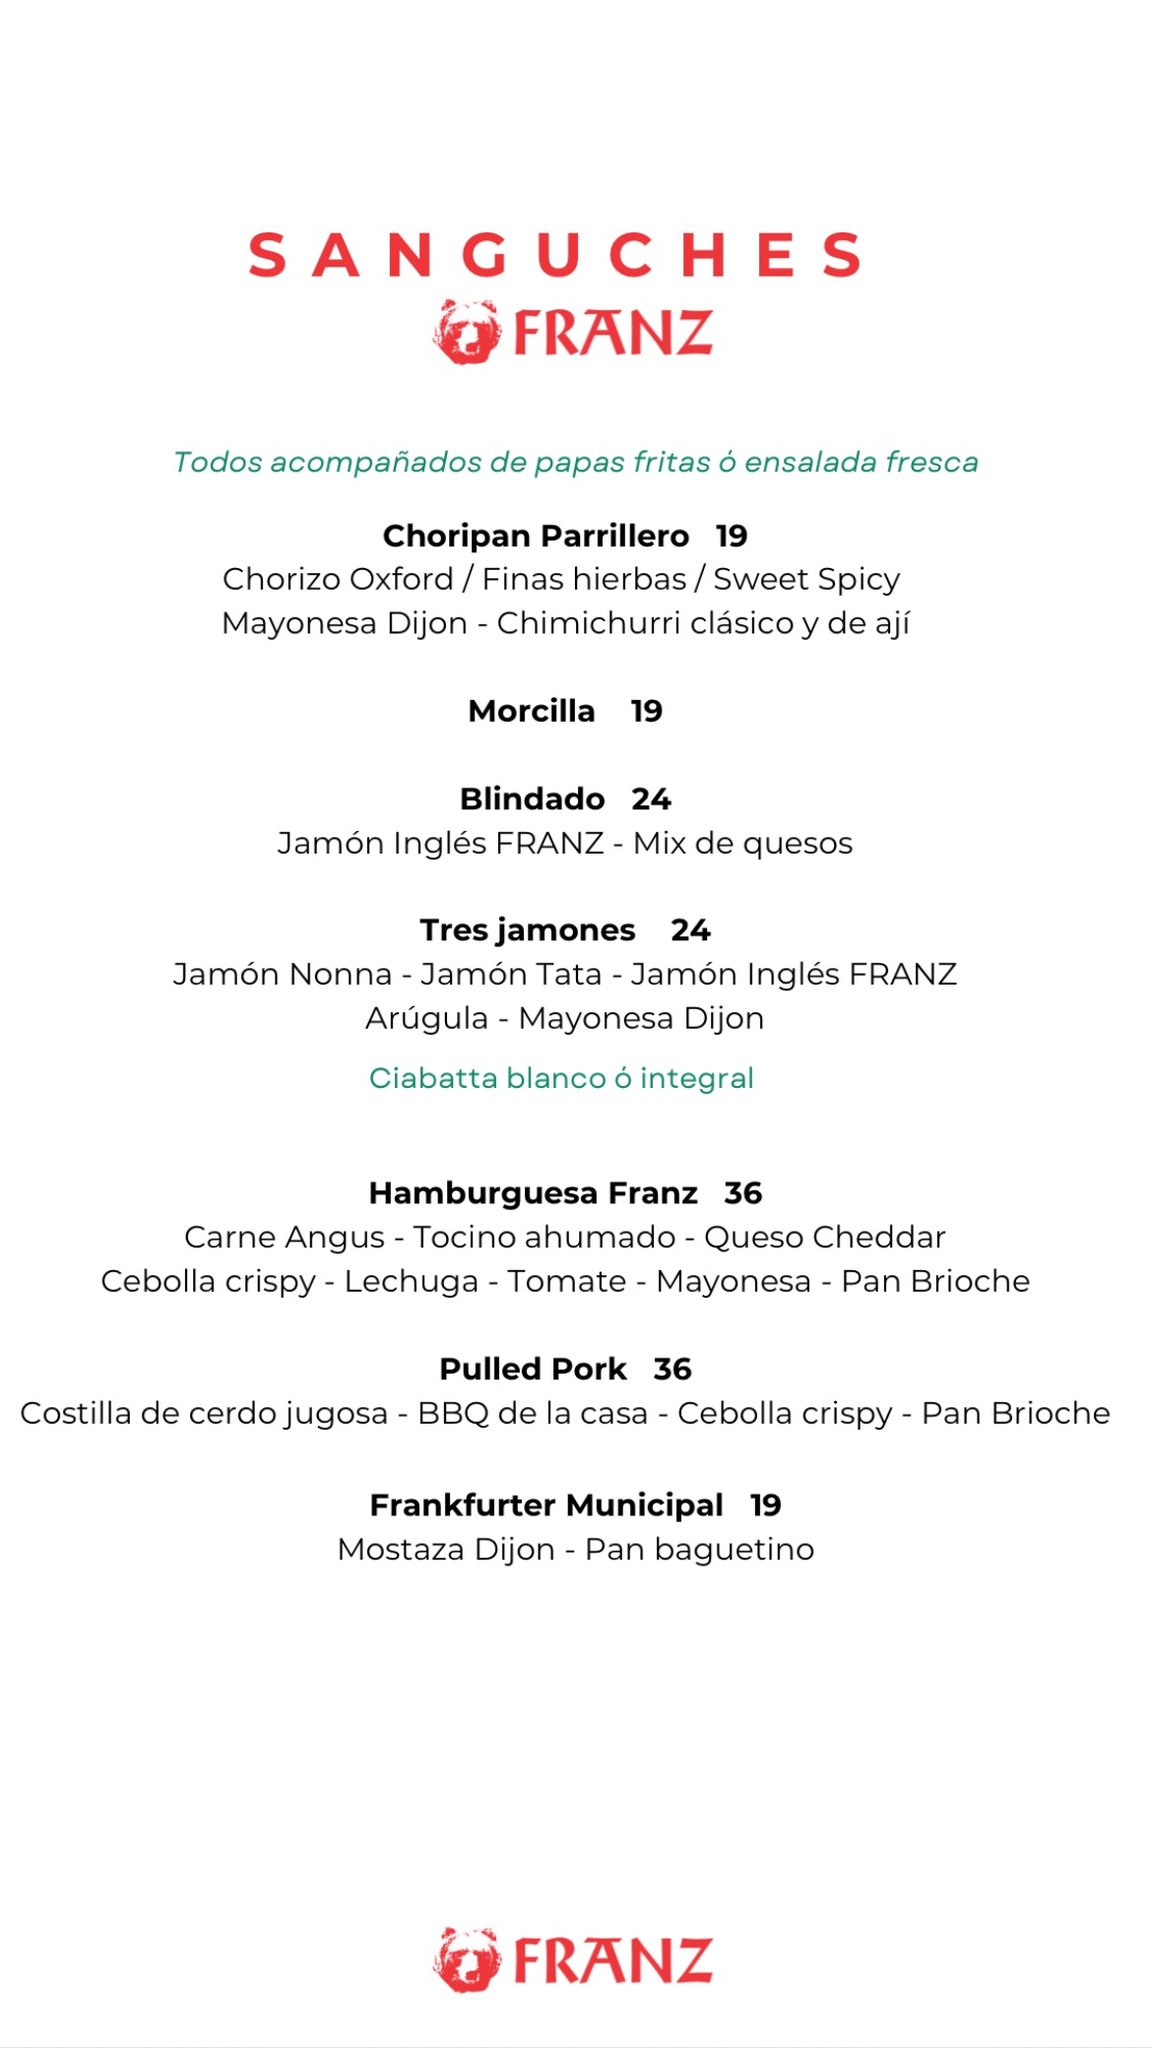 SANGUCHES
FRANZ
Todos acompañados de papas fritas ó ensalada fresca
Choripan Parrillero 19
Chorizo Oxford / Finas hierbas / Sweet Spicy
Mayonesa Dijon - Chimichurri clásico y de ají
Morcilla 19
Blindado 24
Jamón Inglés FRANZ - Mix de quesos
Tres jamones 24
Jamón Nonna - Jamón Tata - Jamón Inglés FRANZ
Arúgula - Mayonesa Dijon
Ciabatta blanco ó integral
Hamburguesa Franz 36
Carne Angus - Tocino ahumado - Queso Cheddar
Cebolla crispy - Lechuga - Tomate - Mayonesa - Pan Brioche
Pulled Pork 36
Costilla de cerdo jugosa - BBQ de la casa - Cebolla crispy - Pan Brioche
Frankfurter Municipal 19
Mostaza Dijon - Pan baguetino
FRANZ